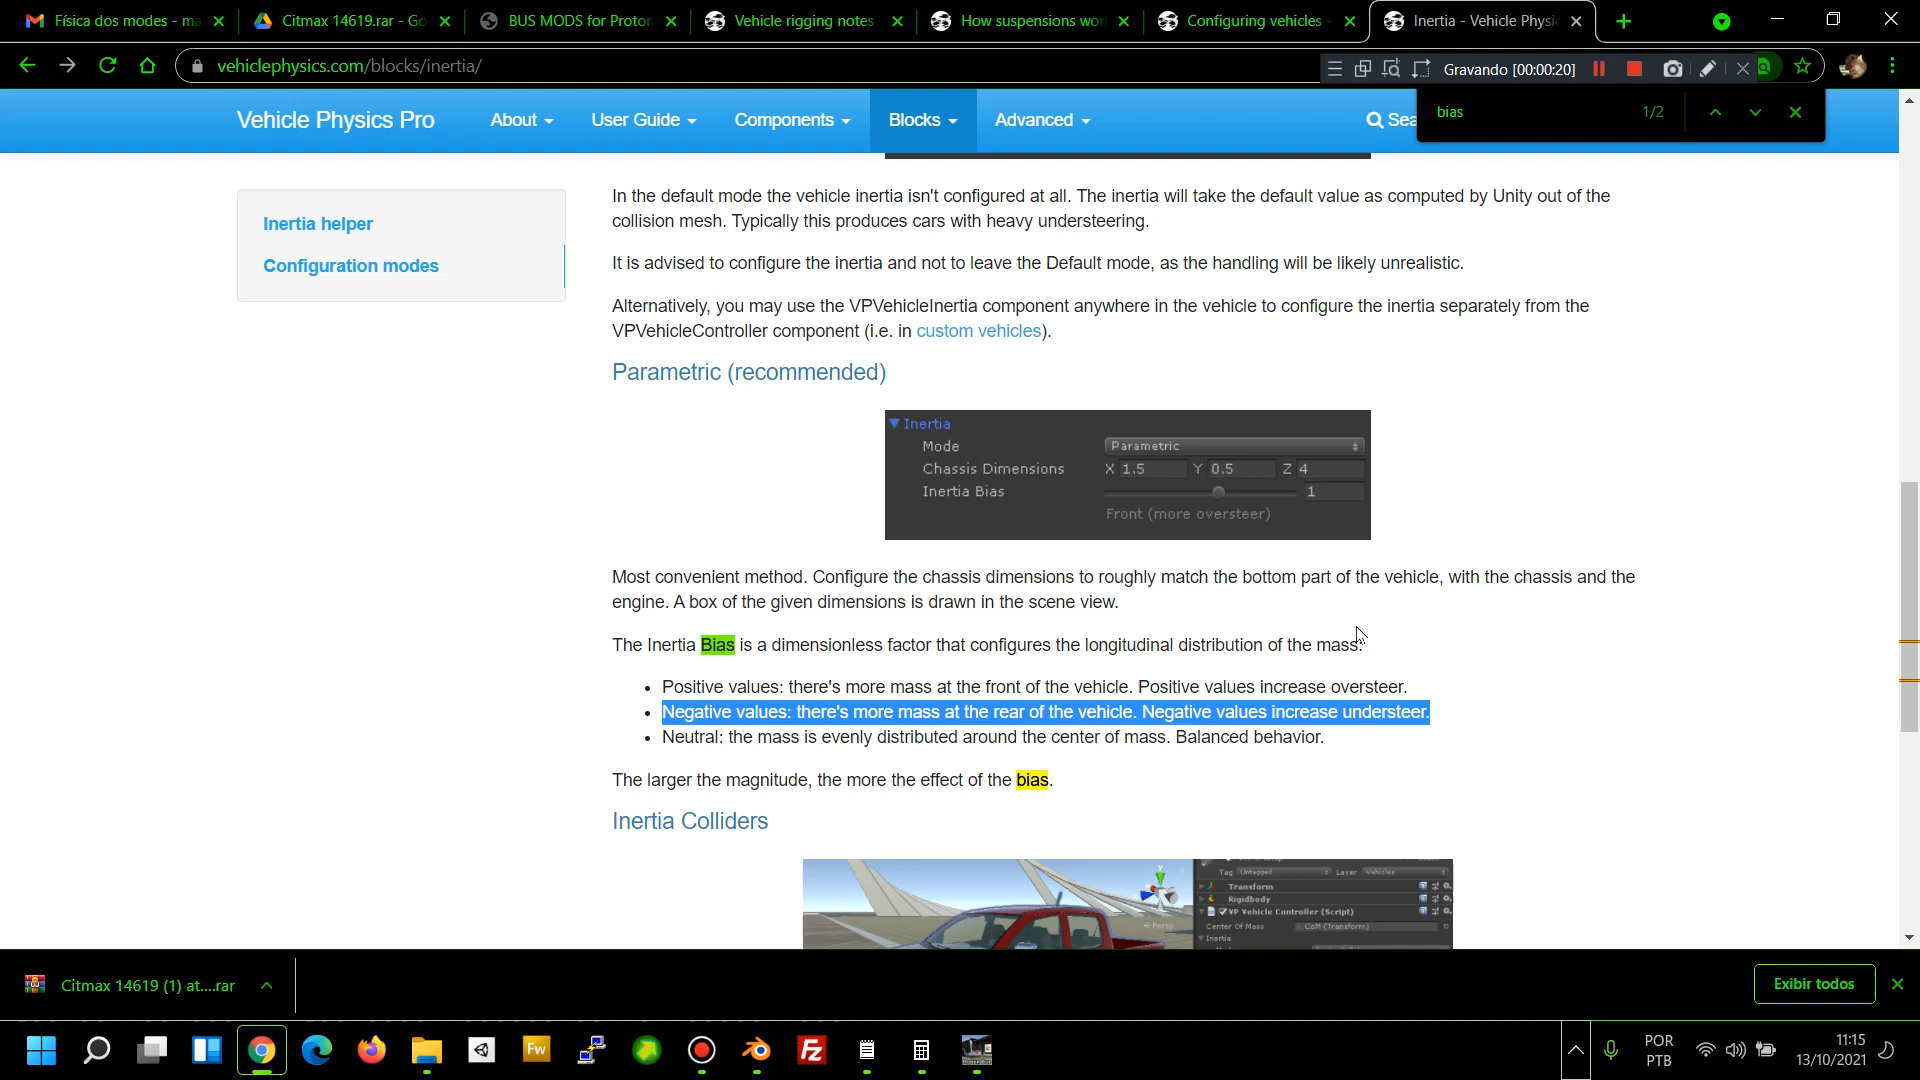 Física dos modes - ma
Citmax 14619.rar - Go
BUS MODS for Proton
Vehicle rigging notes
How suspensions wor
Configuring vehicles -
Inertia - Vehicle Physic
vehiclephysics.com/blocks/inertia/
Gravando [00:00:20]
Vehicle Physics Pro
About
User Guide
Components
Blocks
Advanced
Sea
bias
1/2
Inertia helper
Configuration modes
In the default mode the vehicle inertia isn't configured at all. The inertia will take the default value as computed by Unity out of the
collision mesh. Typically this produces cars with heavy understeering.
It is advised to configure the inertia and not to leave the Default mode, as the handling will be likely unrealistic.
Alternatively, you may use the VPVehicleInertia component anywhere in the vehicle to configure the inertia separately from the
VPVehicleController component (i.e. in custom vehicles).
Parametric (recommended)
Inertia
Mode Parametric
Chassis Dimensions X 1.5 Y 0.5 Z 4
Inertia Bias 1
Front (more oversteer)
Most convenient method. Configure the chassis dimensions to roughly match the bottom part of the vehicle, with the chassis and the
engine. A box of the given dimensions is drawn in the scene view.
The Inertia Bias is a dimensionless factor that configures the longitudinal distribution of the mass:
• Positive values: there's more mass at the front of the vehicle. Positive values increase oversteer.
• Negative values: there's more mass at the rear of the vehicle. Negative values increase understeer.
• Neutral: the mass is evenly distributed around the center of mass. Balanced behavior.
The larger the magnitude, the more the effect of the bias.
Inertia Colliders
Tag Untagged Layer Vehicles
Transform
Rigidbody
VP Vehicle Controller (Script)
Center Of Mass CoM (Transform)
Inertia
Persp
Citmax 14619 (1) at....rar
Exibir todos
Fw
Fz
POR
PTB
11:15
13/10/2021